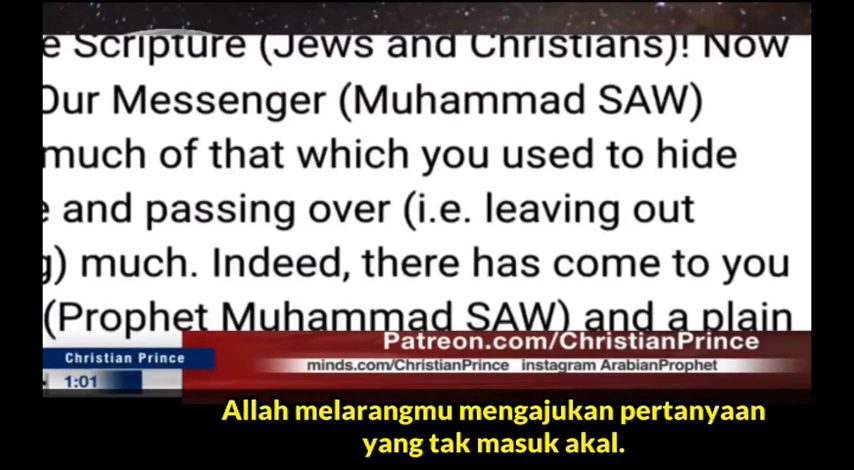 e Scripture (Jews and Christians)! Now
Our Messenger (Muhammad SAW)
much of that which you used to hide
e and passing over (i.e. leaving out
g) much. Indeed, there has come to you
(Prophet Muhammad SAW) and a plain
Patreon.com/ChristianPrince
Christian Prince
minds.com/ChristianPrince instagram ArabianProphet
1:01
Allah melarangmu mengajukan pertanyaan
yang tak masuk akal.